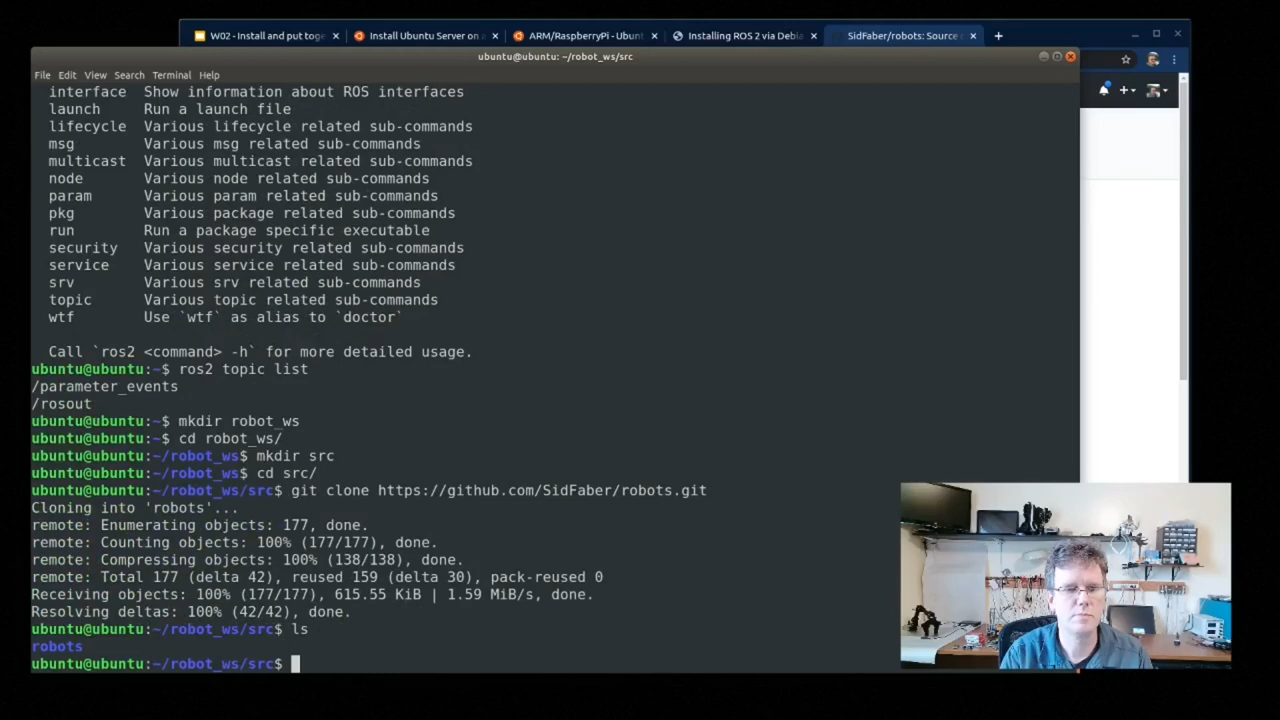 W02 - Install and put toge
Install Ubuntu Server on a
ARM/RaspberryPi - Ubunt
Installing ROS 2 via Debia
SidFaber/robots: Source c
ubuntu@ubuntu: ~/robot_ws/src
File Edit View Search Terminal Help
interface Show information about ROS interfaces
launch Run a launch file
lifecycle Various lifecycle related sub-commands
msg Various msg related sub-commands
multicast Various multicast related sub-commands
node Various node related sub-commands
param Various param related sub-commands
pkg Various package related sub-commands
run Run a package specific executable
security Various security related sub-commands
service Various service related sub-commands
srv Various srv related sub-commands
topic Various topic related sub-commands
wtf Use `wtf` as alias to `doctor`
Call `ros2 <command> -h` for more detailed usage.
ubuntu@ubuntu:~$ ros2 topic list
/parameter_events
/rosout
ubuntu@ubuntu:~$ mkdir robot_ws
ubuntu@ubuntu:~$ cd robot_ws/
ubuntu@ubuntu:~/robot_ws$ mkdir src
ubuntu@ubuntu:~/robot_ws$ cd src/
ubuntu@ubuntu:~/robot_ws/src$ git clone https://github.com/SidFaber/robots.git
Cloning into 'robots'...
remote: Enumerating objects: 177, done.
remote: Counting objects: 100% (177/177), done.
remote: Compressing objects: 100% (138/138), done.
remote: Total 177 (delta 42), reused 159 (delta 30), pack-reused 0
Receiving objects: 100% (177/177), 615.55 KiB | 1.59 MiB/s, done.
Resolving deltas: 100% (42/42), done.
ubuntu@ubuntu:~/robot_ws/src$ ls
robots
ubuntu@ubuntu:~/robot_ws/src$